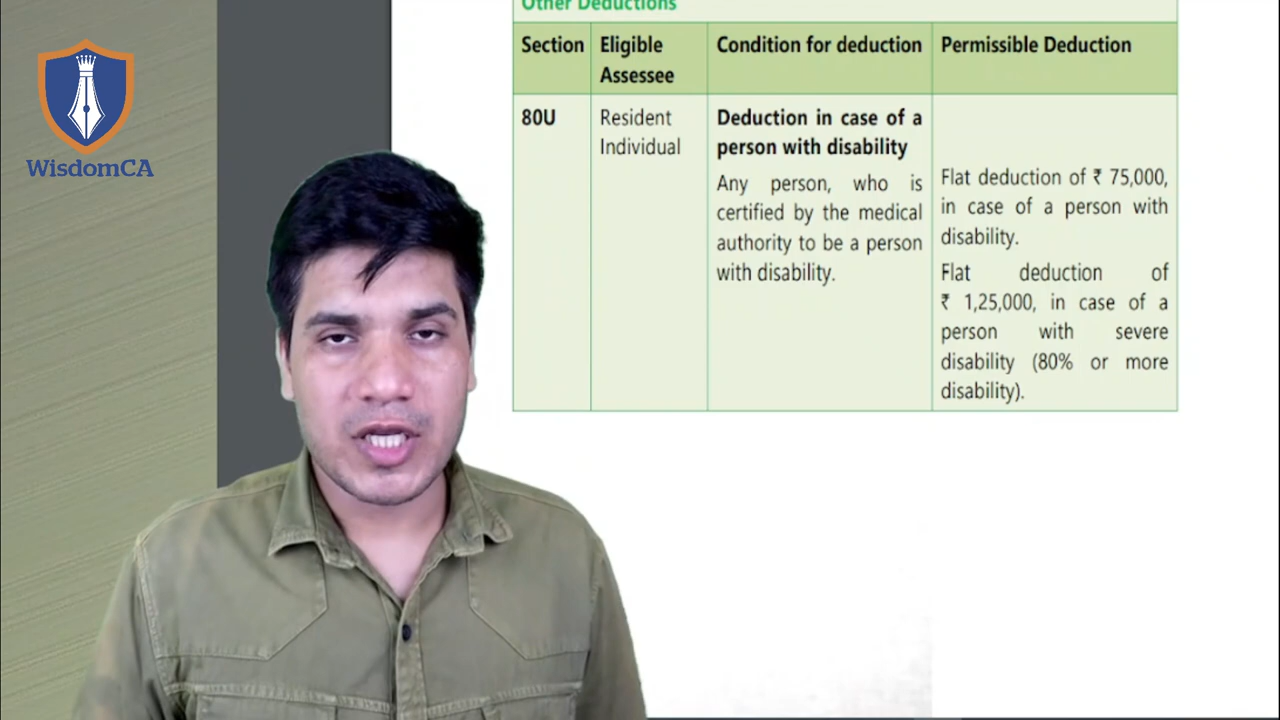 WisdomCA
Other Deductions
Section
Eligible
Assessee
Condition for deduction
Permissible Deduction
80U
Resident
Individual
Deduction in case of a
person with disability
Any person, who is
certified by the medical
authority to be a person
with disability.
Flat deduction of ₹ 75,000,
in case of a person with
disability.
Flat deduction of
₹ 1,25,000, in case of a
person with severe
disability (80% or more
disability).